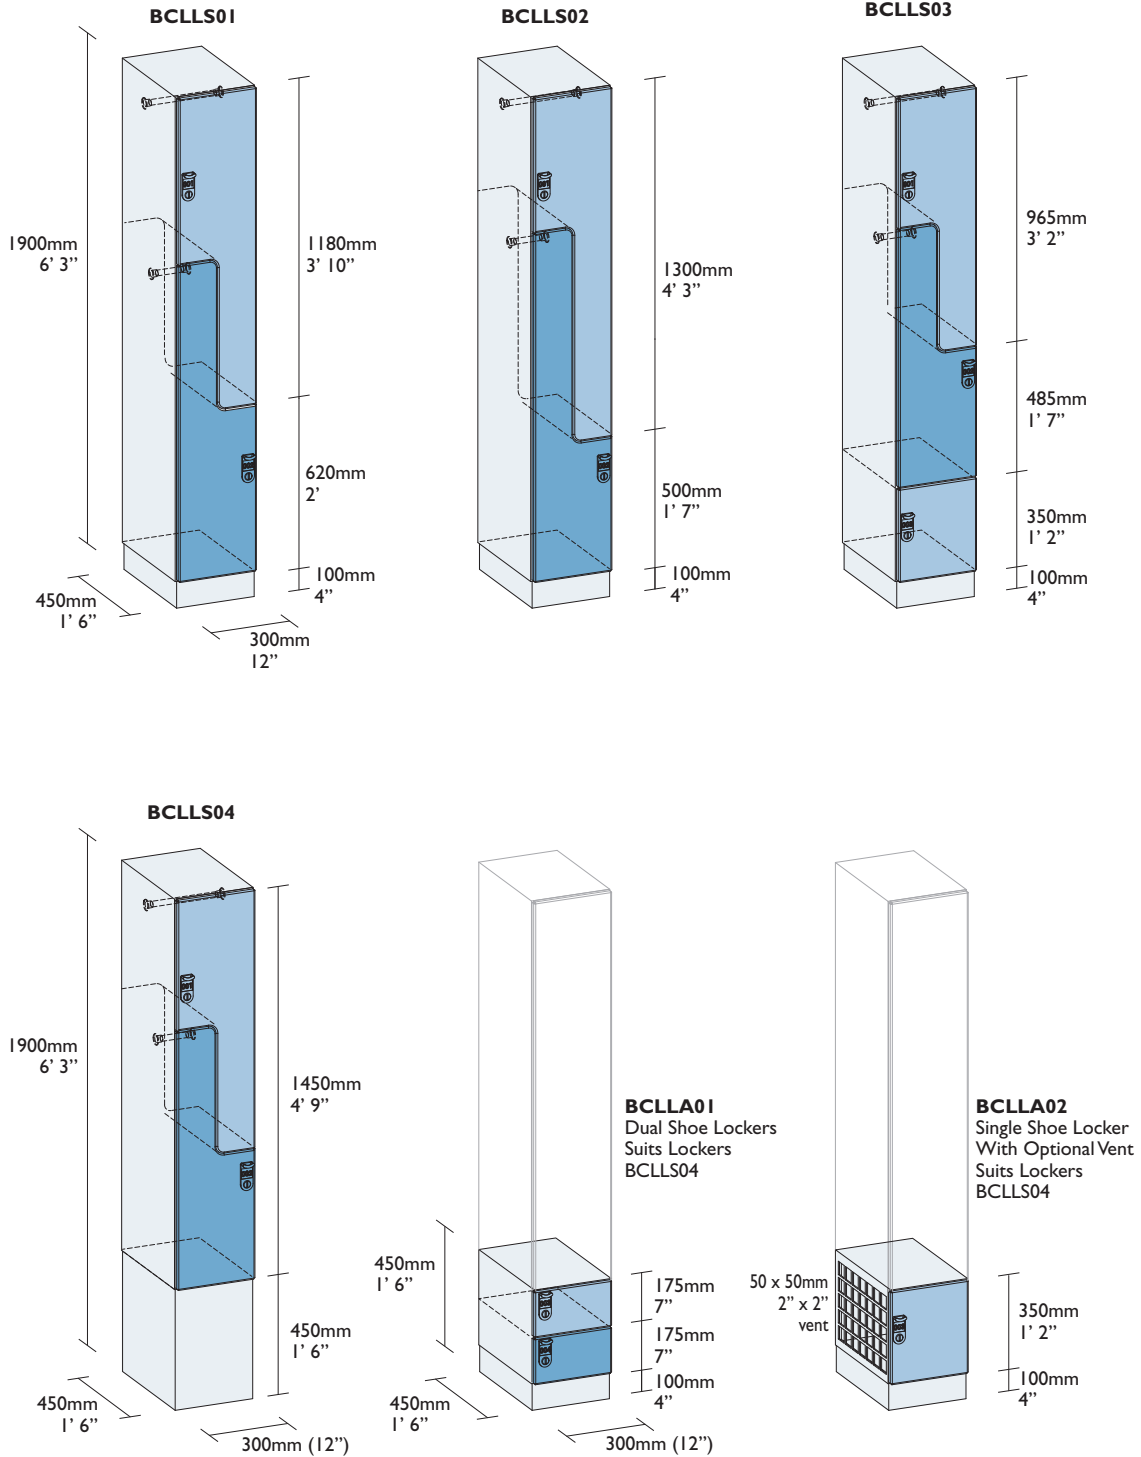 BCLLS01
1900mm
6’ 3”
1180mm
3’ 10”
620mm
2’
100mm
4”
450mm
1’ 6”
300mm
12”
BCLLS02
1300mm
4’ 3”
500mm
1’ 7”
100mm
4”
BCLLS03
965mm
3’ 2”
485mm
1’ 7”
350mm
1’ 2”
100mm
4”
BCLLS04
1900mm
6’ 3”
1450mm
4’ 9”
450mm
1’ 6”
450mm
1’ 6”
300mm (12”)
BCLLA01
Dual Shoe Lockers
Suits Lockers
BCLLS04
450mm
1’ 6”
175mm
7”
175mm
7”
100mm
4”
450mm
1’ 6”
300mm (12”)
BCLLA02
Single Shoe Locker
With Optional Vent
Suits Lockers
BCLLS04
50 x 50mm
2” x 2”
vent
350mm
1’ 2”
100mm
4”